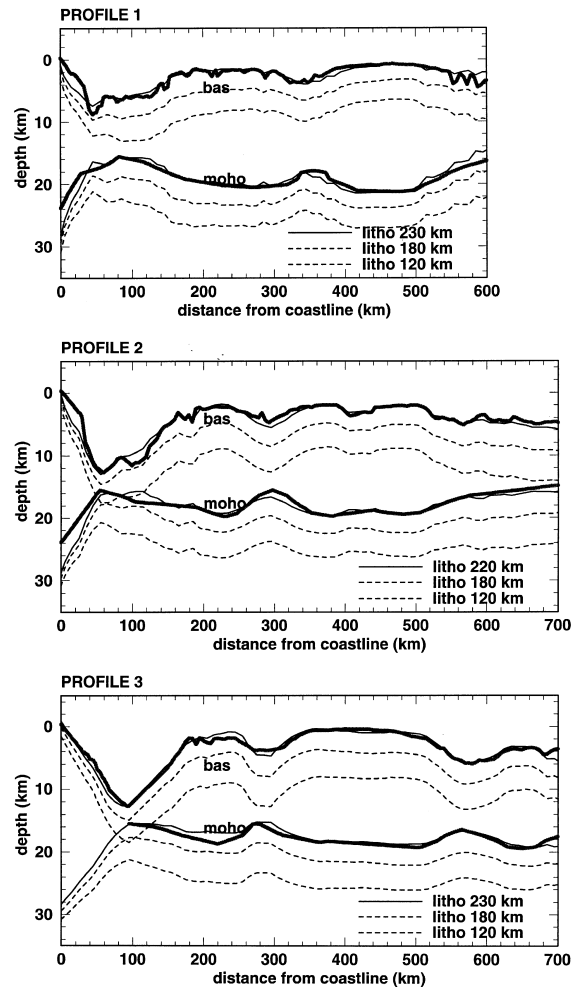 PROFILE 1
0
10
20
30
depth (km)
bas
moho
litho 230 km
litho 180 km
litho 120 km
0 100 200 300 400 500 600
distance from coastline (km)
PROFILE 2
0
10
20
30
depth (km)
bas
moho
litho 220 km
litho 180 km
litho 120 km
0 100 200 300 400 500 600 700
distance from coastline (km)
PROFILE 3
0
10
20
30
depth (km)
bas
moho
litho 230 km
litho 180 km
litho 120 km
0 100 200 300 400 500 600 700
distance from coastline (km)